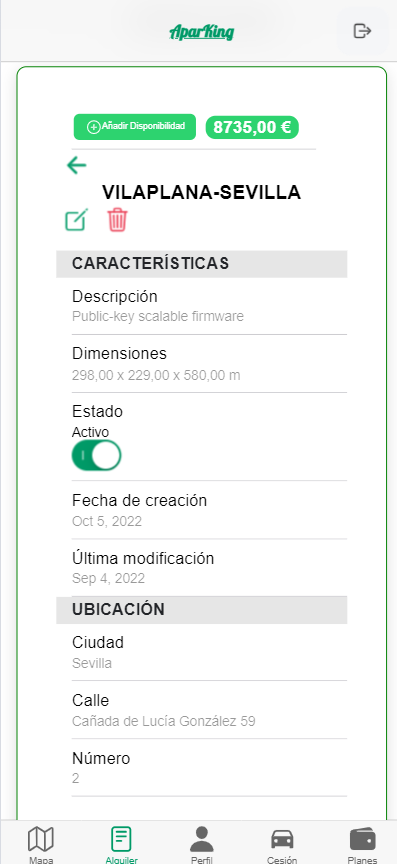 AparKing
Añadir Disponibilidad
8735,00 €
VILAPLANA-SEVILLA
CARACTERÍSTICAS
Descripción
Public-key scalable firmware
Dimensiones
298,00 x 229,00 x 580,00 m
Estado
Activo
Fecha de creación
Oct 5, 2022
Última modificación
Sep 4, 2022
UBICACIÓN
Ciudad
Sevilla
Calle
Cañada de Lucía González 59
Número
2
Mapa
Alquiler
Perfil
Cesión
Planes